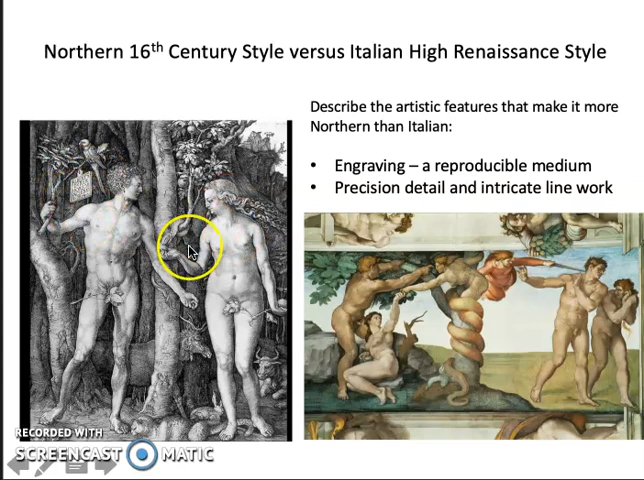 Northern 16th Century Style versus Italian High Renaissance Style
Describe the artistic features that make it more
Northern than Italian:
• Engraving – a reproducible medium
• Precision detail and intricate line work
RECORDED WITH
SCREENCAST MATIC